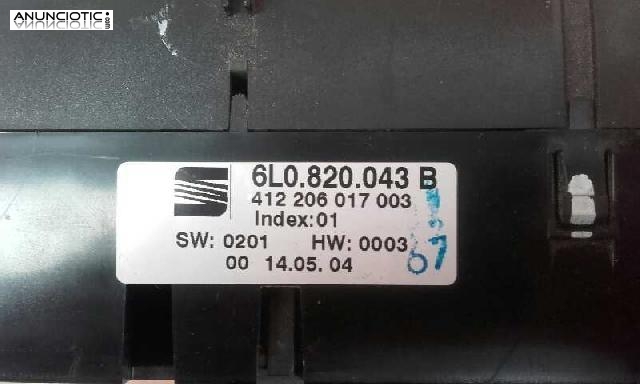 ANUNCIOTIC.com
6L0.820.043 B
412 206 017 003
Index:01
SW: 0201 HW: 0003
00 14.05. 04
67